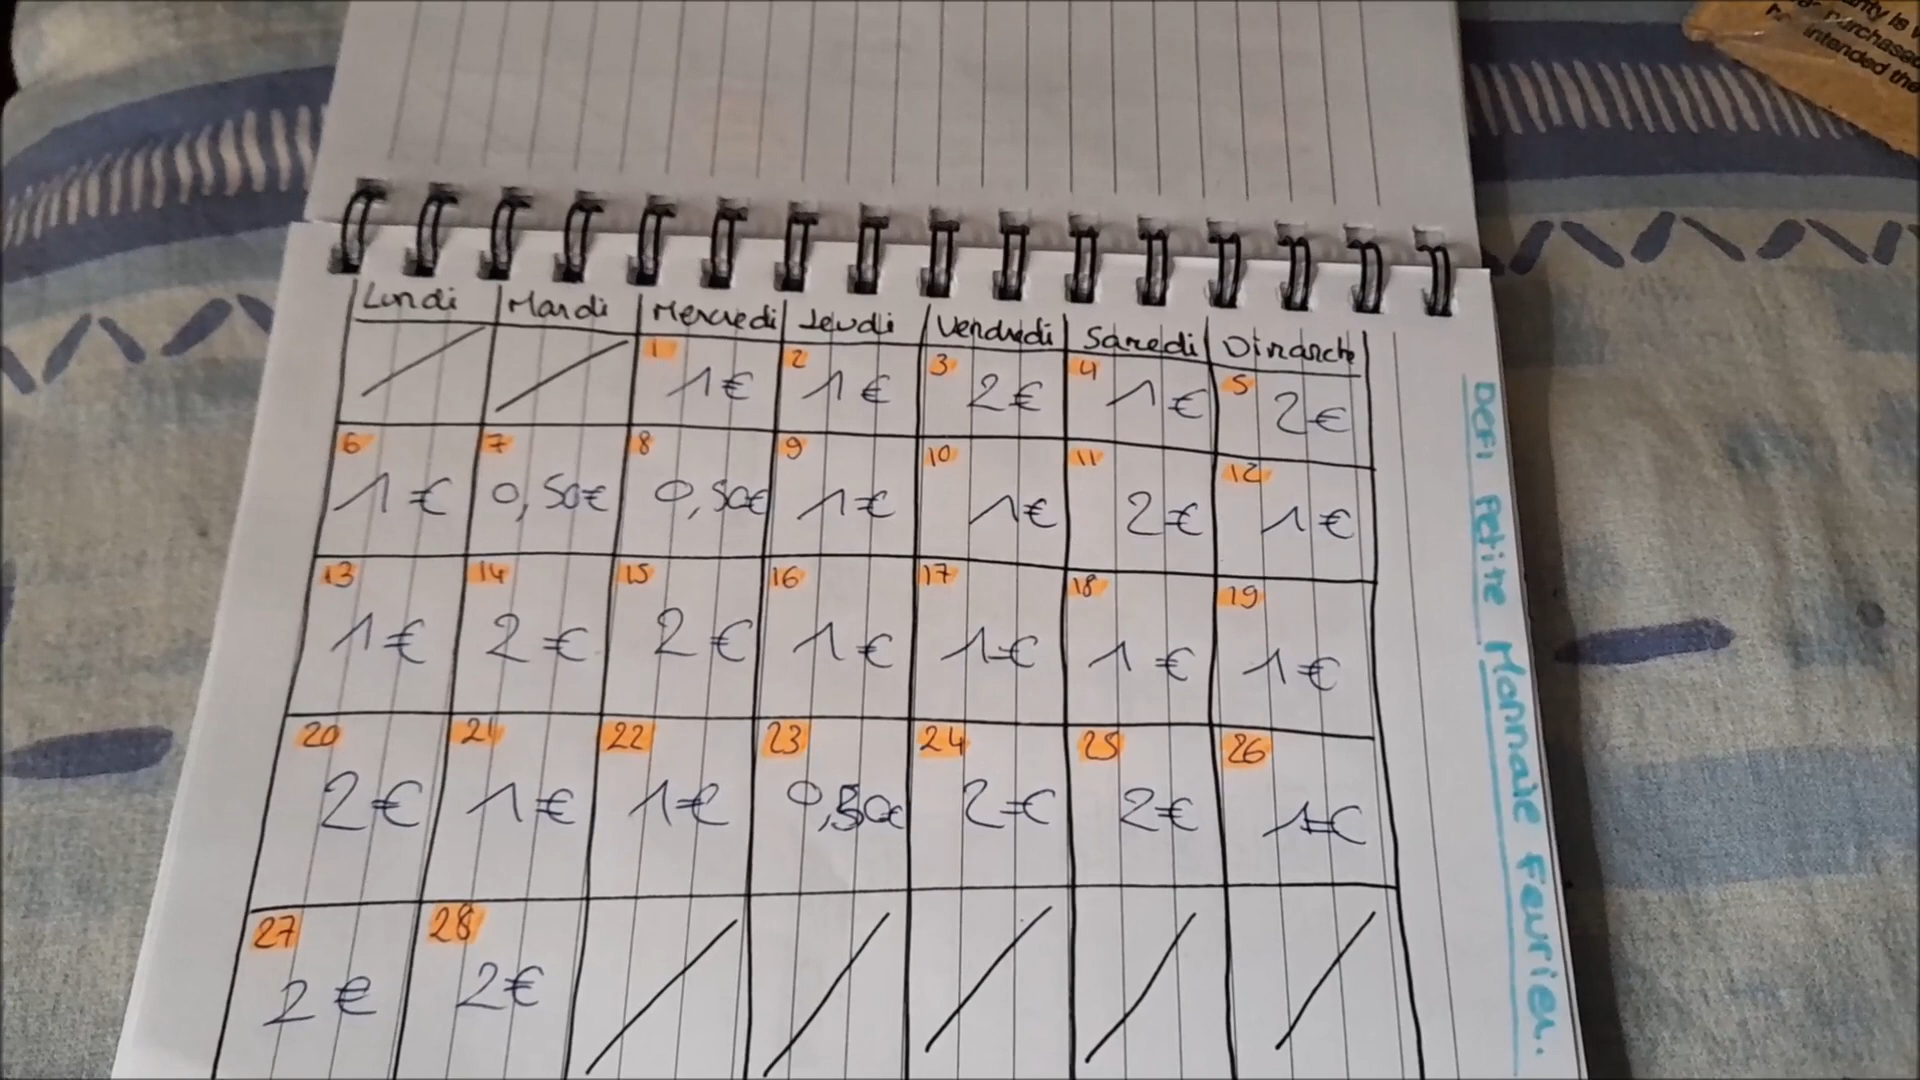 Lundi Mardi Mercredi Jeudi Vendredi Samedi Dimanche
1 2 3 4 5
1€ 1€ 2€ 1€ 2€
6 7 8 9 10 11 12
1€ 0,50€ 0,50€ 1€ 1€ 2€ 1€
13 14 15 16 17 18 19
1€ 2€ 2€ 1€ 1€ 1€ 1€
20 21 22 23 24 25 26
2€ 1€ 1€ 0,50€ 2€ 2€ 1€
27 28
2€ 2€
DEFI Petite Monnaie Fevrier.
purchased
intended the